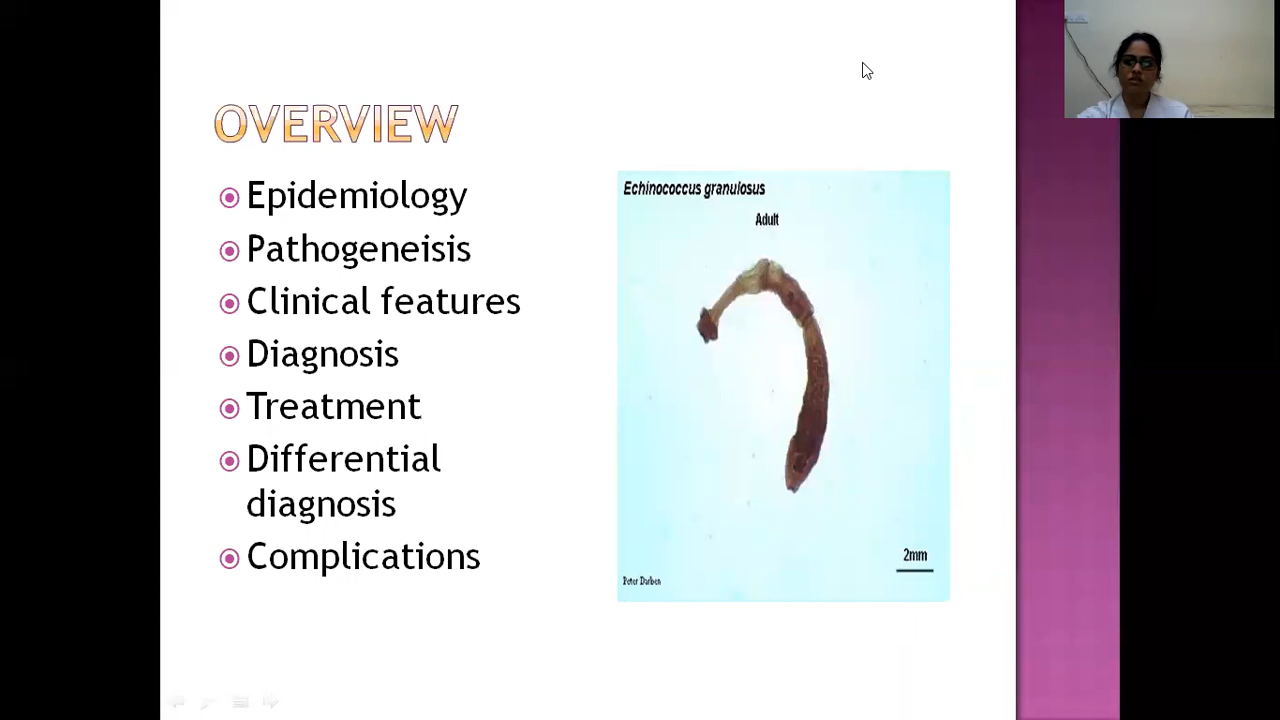 OVERVIEW
Epidemiology
Pathogeneisis
Clinical features
Diagnosis
Treatment
Differential
diagnosis
Complications
Echinococcus granulosus
Adult
2mm
Peter Darben